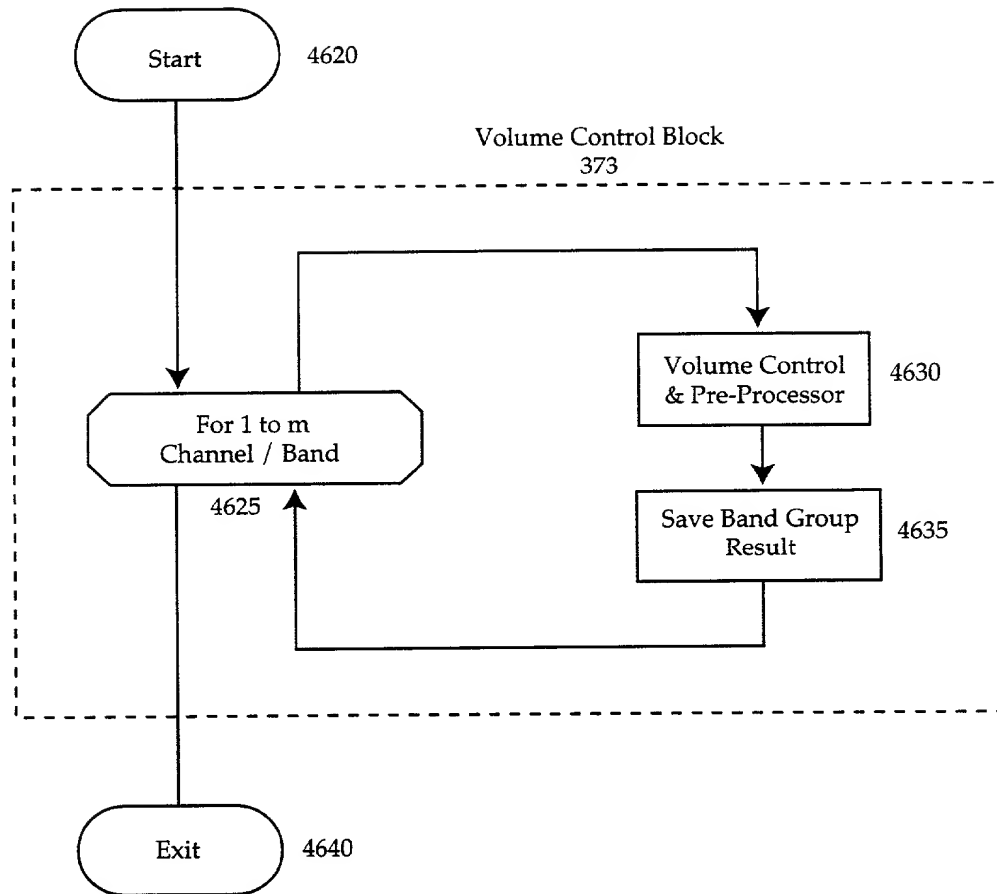 Start
4620
Volume Control Block
373
Volume Control
& Pre-Processor
4630
For 1 to m
Channel / Band
4625
Save Band Group
Result
4635
Exit
4640